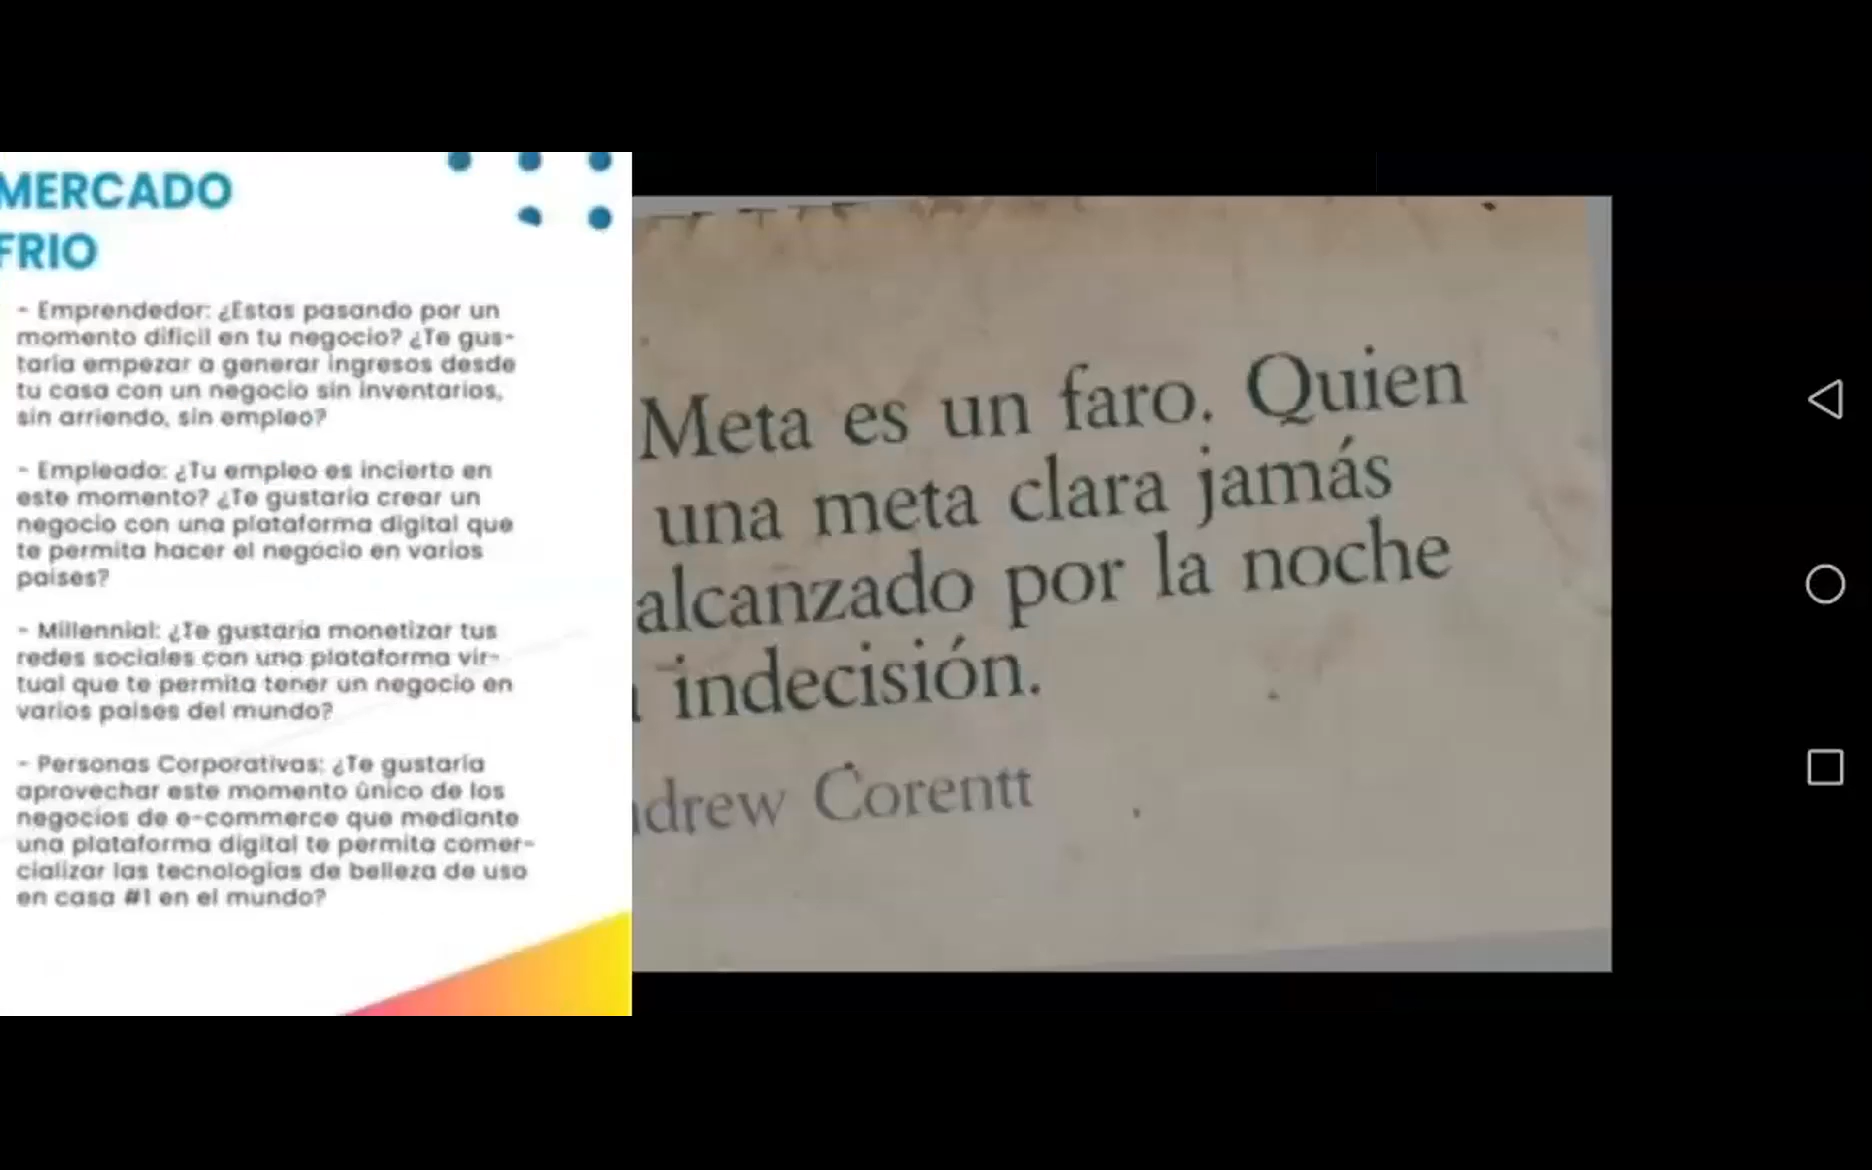 MERCADO
FRIO
- Emprendedor: ¿Estas pasando por un
momento dificil en tu negocio? ¿Te gus-
taria empezar a generar ingresos desde
tu casa con un negocio sin inventarios,
sin arriendo, sin empleo?
- Empleado: ¿Tu empleo es incierto en
este momento? ¿Te gustaria crear un
negocio con una plataforma digital que
te permita hacer el negocio en varios
paises?
- Millennial: ¿Te gustaria monetizar tus
redes sociales con una plataforma vir-
tual que te permita tener un negocio en
varios paises del mundo?
- Personas Corporativas: ¿Te gustaría
aprovechar este momento único de los
negocios de e-commerce que mediante
una plataforma digital te permita comer-
cializar las tecnologias de belleza de uso
en casa #1 en el mundo?
Meta es un faro. Quien
una meta clara jamás
alcanzado por la noche
indecisión.
drew Corentt